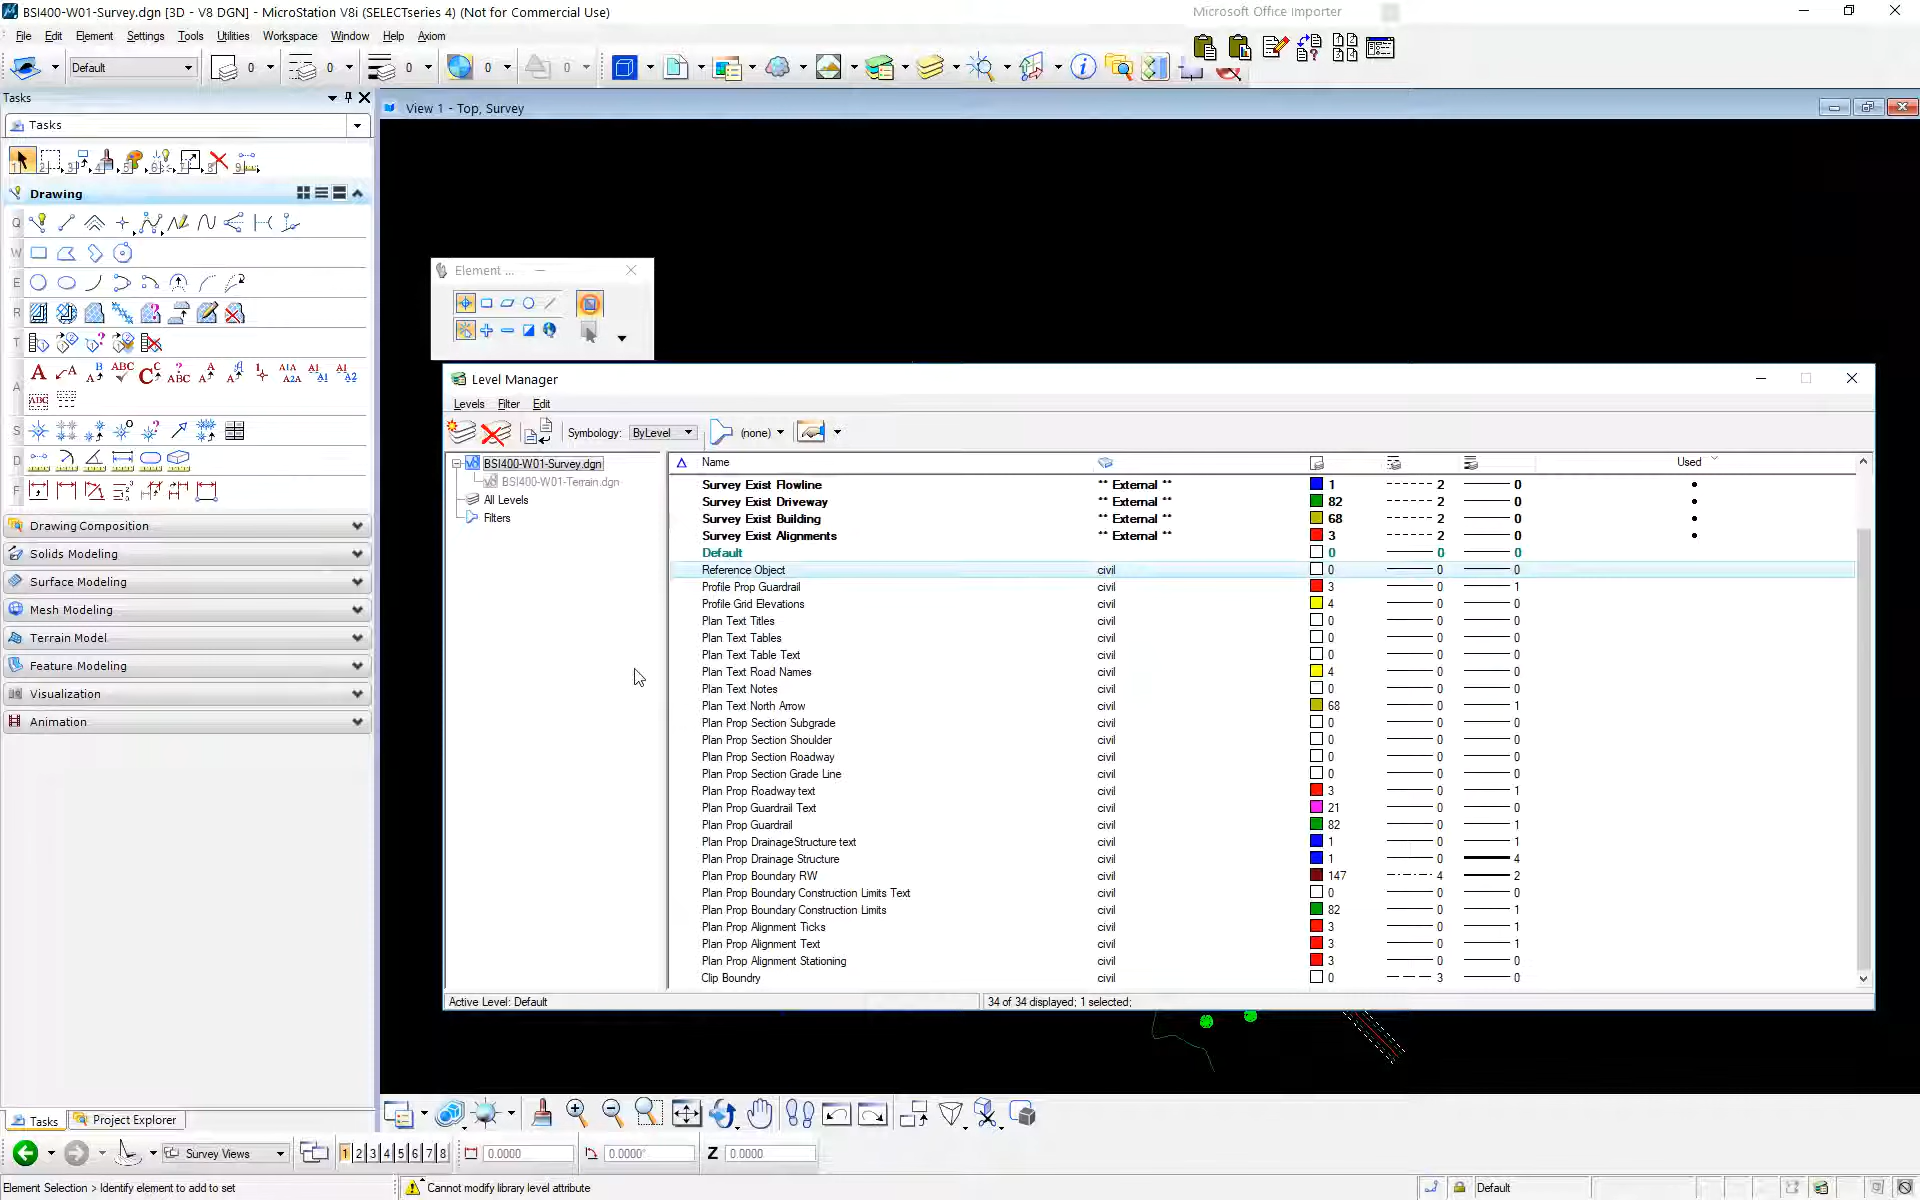 BSI400-W01-Survey.dgn [3D - V8 DGN] - MicroStation V8i (SELECTseries 4) (Not for Commercial Use)
Microsoft Office Importer
File Edit Element Settings Tools Utilities Workspace Window Help Axiom
Default 0 0 0 0 0
Tasks
View 1 - Top, Survey
Tasks
Drawing
Element ...
Level Manager
Levels Filter Edit
Symbology: ByLevel (none)
BSI400-W01-Survey.dgn
BSI400-W01-Terrain.dgn
All Levels
Filters
Name Used
Survey Exist Flowline ** External ** 1 2 0
Survey Exist Driveway ** External ** 82 2 0
Survey Exist Building ** External ** 68 2 0
Survey Exist Alignments ** External ** 3 2 0
Default 0 0 0
Reference Object civil 0 0 0
Profile Prop Guardrail civil 3 0 1
Profile Grid Elevations civil 4 0 0
Plan Text Titles civil 0 0 0
Plan Text Tables civil 0 0 0
Plan Text Table Text civil 0 0 0
Plan Text Road Names civil 4 0 0
Plan Text Notes civil 0 0 0
Plan Text North Arrow civil 68 0 1
Plan Prop Section Subgrade civil 0 0 0
Plan Prop Section Shoulder civil 0 0 0
Plan Prop Section Roadway civil 0 0 0
Plan Prop Section Grade Line civil 0 0 0
Plan Prop Roadway text civil 3 0 1
Plan Prop Guardrail Text civil 21 0 0
Plan Prop Guardrail civil 82 0 1
Plan Prop DrainageStructure text civil 1 0 1
Plan Prop Drainage Structure civil 1 0 4
Plan Prop Boundary RW civil 147 4 2
Plan Prop Boundary Construction Limits Text civil 0 0 0
Plan Prop Boundary Construction Limits civil 82 0 1
Plan Prop Alignment Ticks civil 3 0 1
Plan Prop Alignment Text civil 3 0 1
Plan Prop Alignment Stationing civil 3 0 0
Clip Boundry civil 0 3 0
Active Level: Default
34 of 34 displayed; 1 selected;
Drawing Composition
Solids Modeling
Surface Modeling
Mesh Modeling
Terrain Model
Feature Modeling
Visualization
Animation
Tasks Project Explorer
Survey Views 1 2 3 4 5 6 7 8 0.0000 0.0000° Z 0.0000
Element Selection > Identify element to add to set
Cannot modify library level attribute
Default